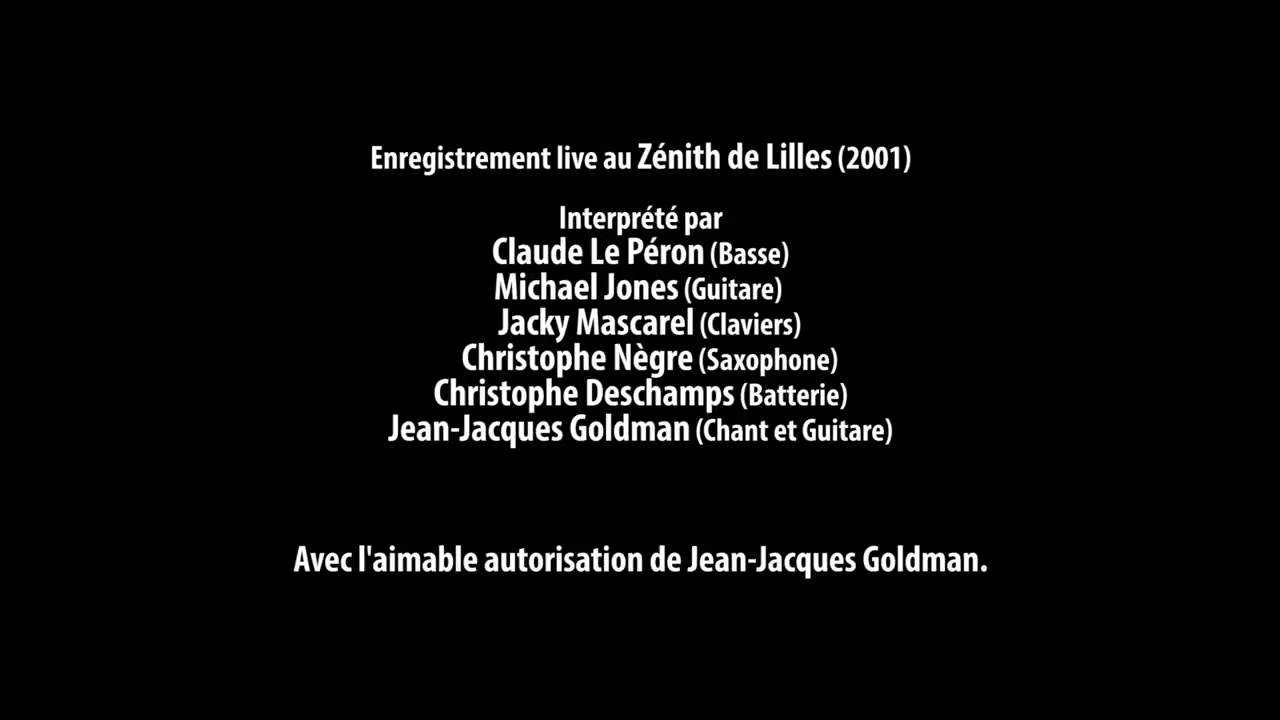 Enregistrement live au Zénith de Lilles (2001)
Interprété par
Claude Le Péron (Basse)
Michael Jones (Guitare)
Jacky Mascarel (Claviers)
Christophe Nègre (Saxophone)
Christophe Deschamps (Batterie)
Jean-Jacques Goldman (Chant et Guitare)
Avec l'aimable autorisation de Jean-Jacques Goldman.